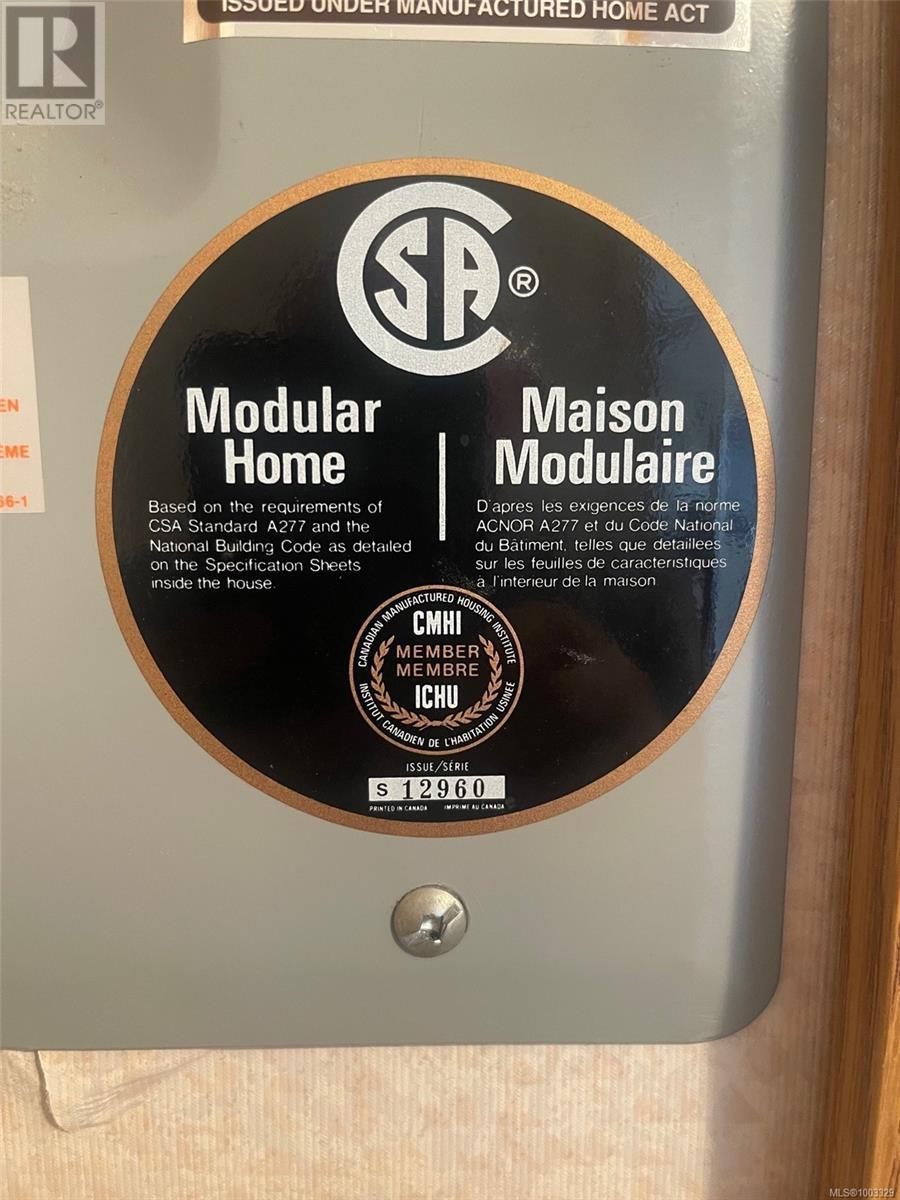 ISSUED UNDER MANUFACTURED HOME ACT
R
REALTOR®
CSA ®
Modular
Home
Based on the requirements of
CSA Standard A277 and the
National Building Code as detailed
on the Specification Sheets
inside the house.
Maison
Modulaire
D'apres les exigences de la norme
ACNOR A277 et du Code National
du Bâtiment, telles que detaillees
sur les feuilles de caracteristiques
a l'interieur de la maison
EN
ÈME
66-1
CANADIAN MANUFACTURED HOUSING INSTITUTE
CMHI
MEMBER
MEMBRE
ICHU
INSTITUT CANADIEN DE L'HABITATION USINEE
ISSUE/SÉRIE
S 12960
PRINTED IN CANADA IMPRIME AU CANADA
MLS®1003329